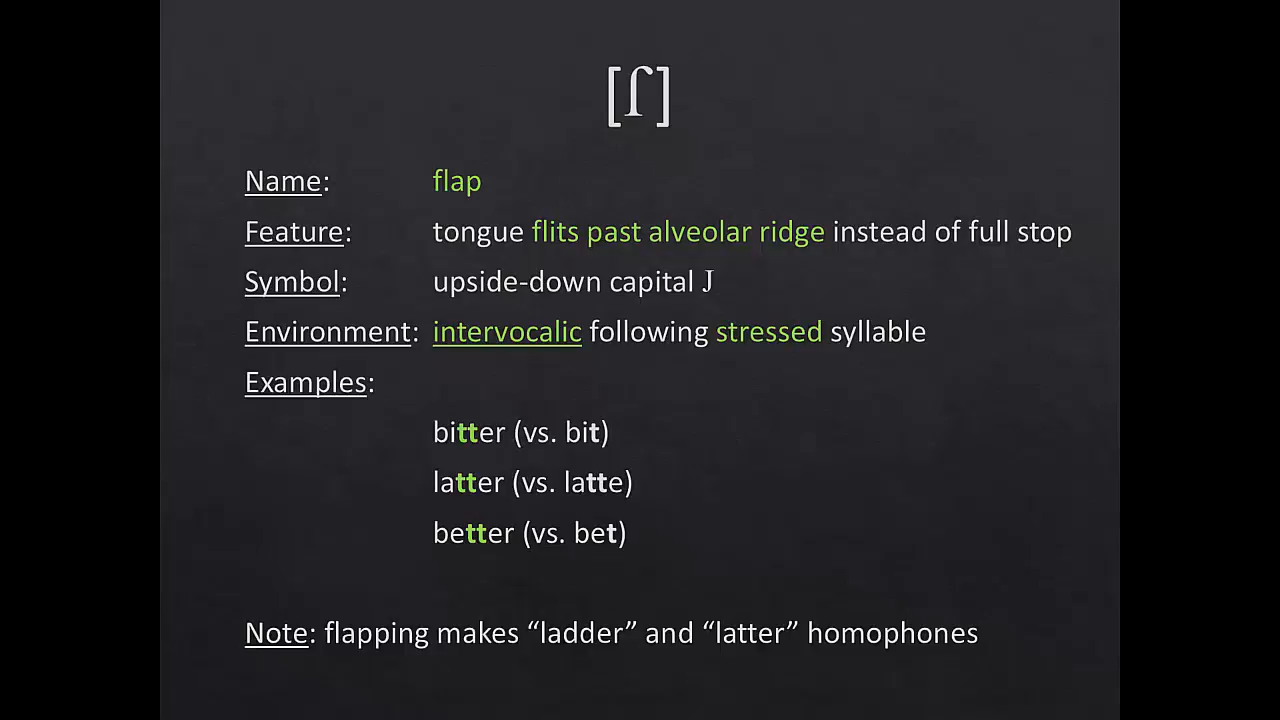 [ɾ]
Name: flap
Feature: tongue flits past alveolar ridge instead of full stop
Symbol: upside-down capital J
Environment: intervocalic following stressed syllable
Examples:
bitter (vs. bit)
latter (vs. latte)
better (vs. bet)
Note: flapping makes “ladder” and “latter” homophones